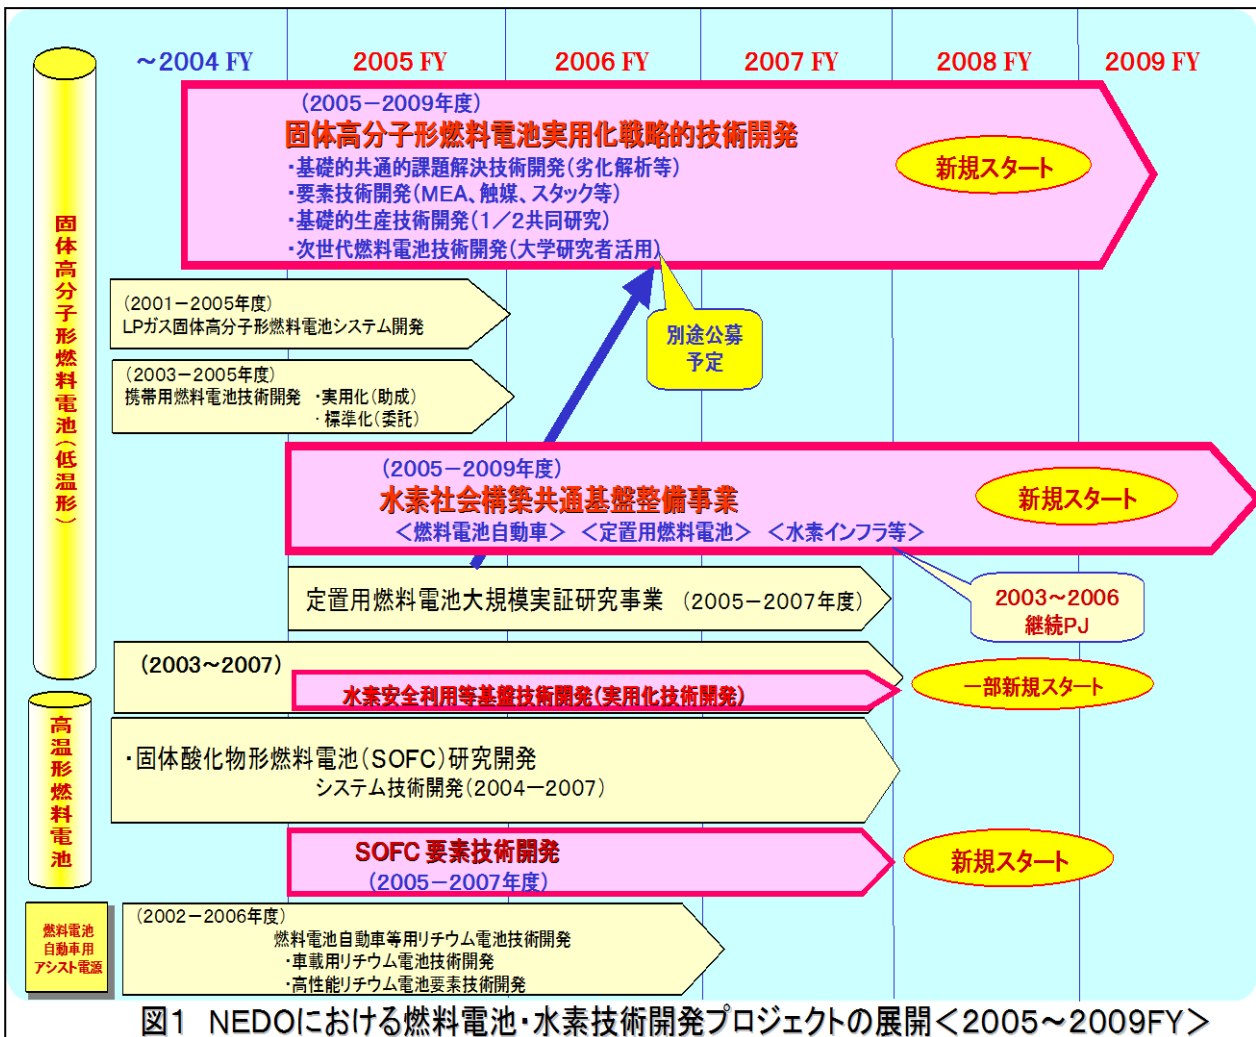 ～2004 FY 2005 FY 2006 FY 2007 FY 2008 FY 2009 FY
固体高分子形燃料電池(低温形)
(2005－2009年度)
固体高分子形燃料電池実用化戦略的技術開発
・基礎的共通的課題解決技術開発(劣化解析等)
・要素技術開発(MEA、触媒、スタック等)
・基礎的生産技術開発(1／2共同研究)
・次世代燃料電池技術開発(大学研究者活用)
新規スタート
(2001－2005年度)
LPガス固体高分子形燃料電池システム開発
別途公募
予定
(2003－2005年度)
携帯用燃料電池技術開発 ・実用化(助成)
・標準化(委託)
(2005－2009年度)
水素社会構築共通基盤整備事業
＜燃料電池自動車＞ ＜定置用燃料電池＞ ＜水素インフラ等＞
新規スタート
定置用燃料電池大規模実証研究事業 (2005－2007年度)
2003～2006
継続PJ
(2003～2007)
水素安全利用等基盤技術開発(実用化技術開発)
一部新規スタート
高温形燃料電池
・固体酸化物形燃料電池(SOFC)研究開発
システム技術開発(2004－2007)
SOFC 要素技術開発
(2005－2007年度)
新規スタート
燃料電池
自動車用
アシスト電源
(2002－2006年度)
燃料電池自動車等用リチウム電池技術開発
・車載用リチウム電池技術開発
・高性能リチウム電池要素技術開発
図1 NEDOにおける燃料電池・水素技術開発プロジェクトの展開＜2005～2009FY＞